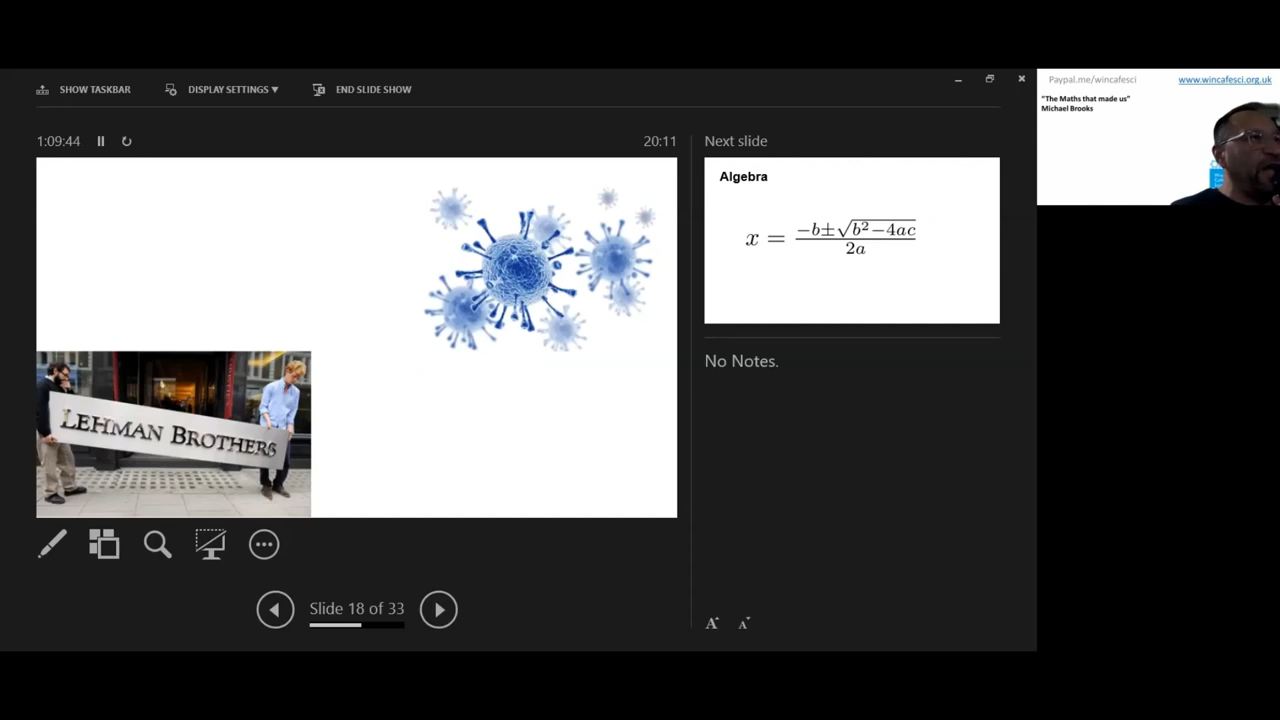 SHOW TASKBAR
DISPLAY SETTINGS ▼
END SLIDE SHOW
1:09:44
20:11
LEHMAN BROTHERS
Slide 18 of 33
Next slide
Algebra
x = \frac{-b±\sqrt{b²-4ac}}{2a}
No Notes.
A A
Paypal.me/wincafesci www.wincafesci.org.uk
"The Maths that made us"
Michael Brooks